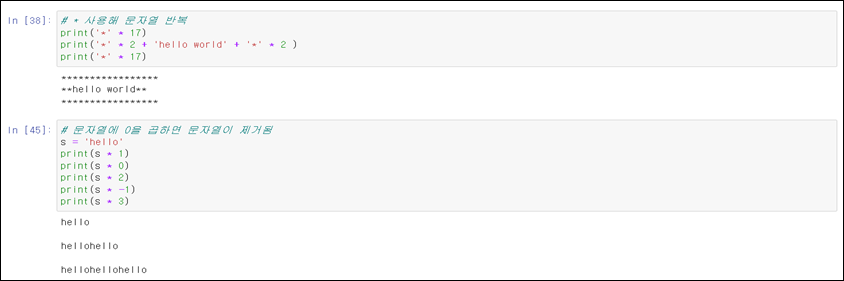 In [38]: # * 사용해 문자열 반복
print('*' * 17)
print('*' * 2 + 'hello world' + '*' * 2 )
print('*' * 17)
*****************
**hello world**
*****************
In [45]: # 문자열에 0을 곱하면 문자열이 제거됨
s = 'hello'
print(s * 1)
print(s * 0)
print(s * 2)
print(s * -1)
print(s * 3)
hello
hellohello
hellohellohello